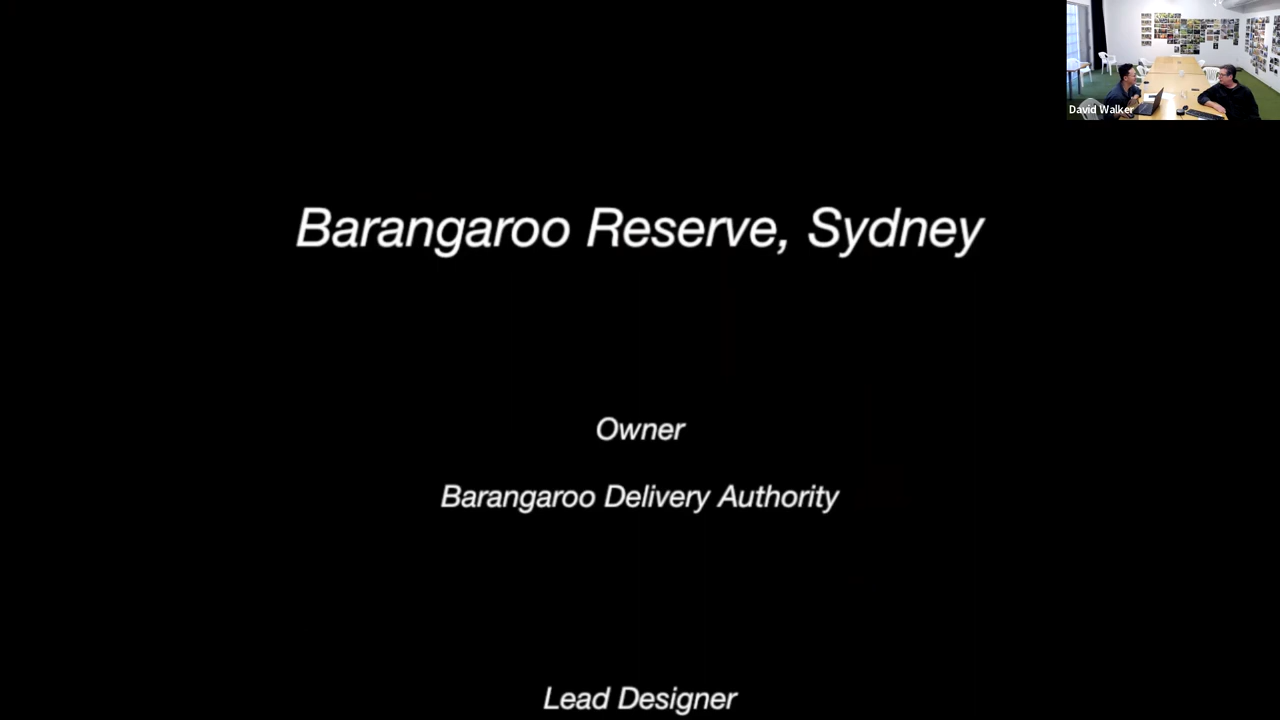 David Walker
Barangaroo Reserve, Sydney
Owner
Barangaroo Delivery Authority
Lead Designer